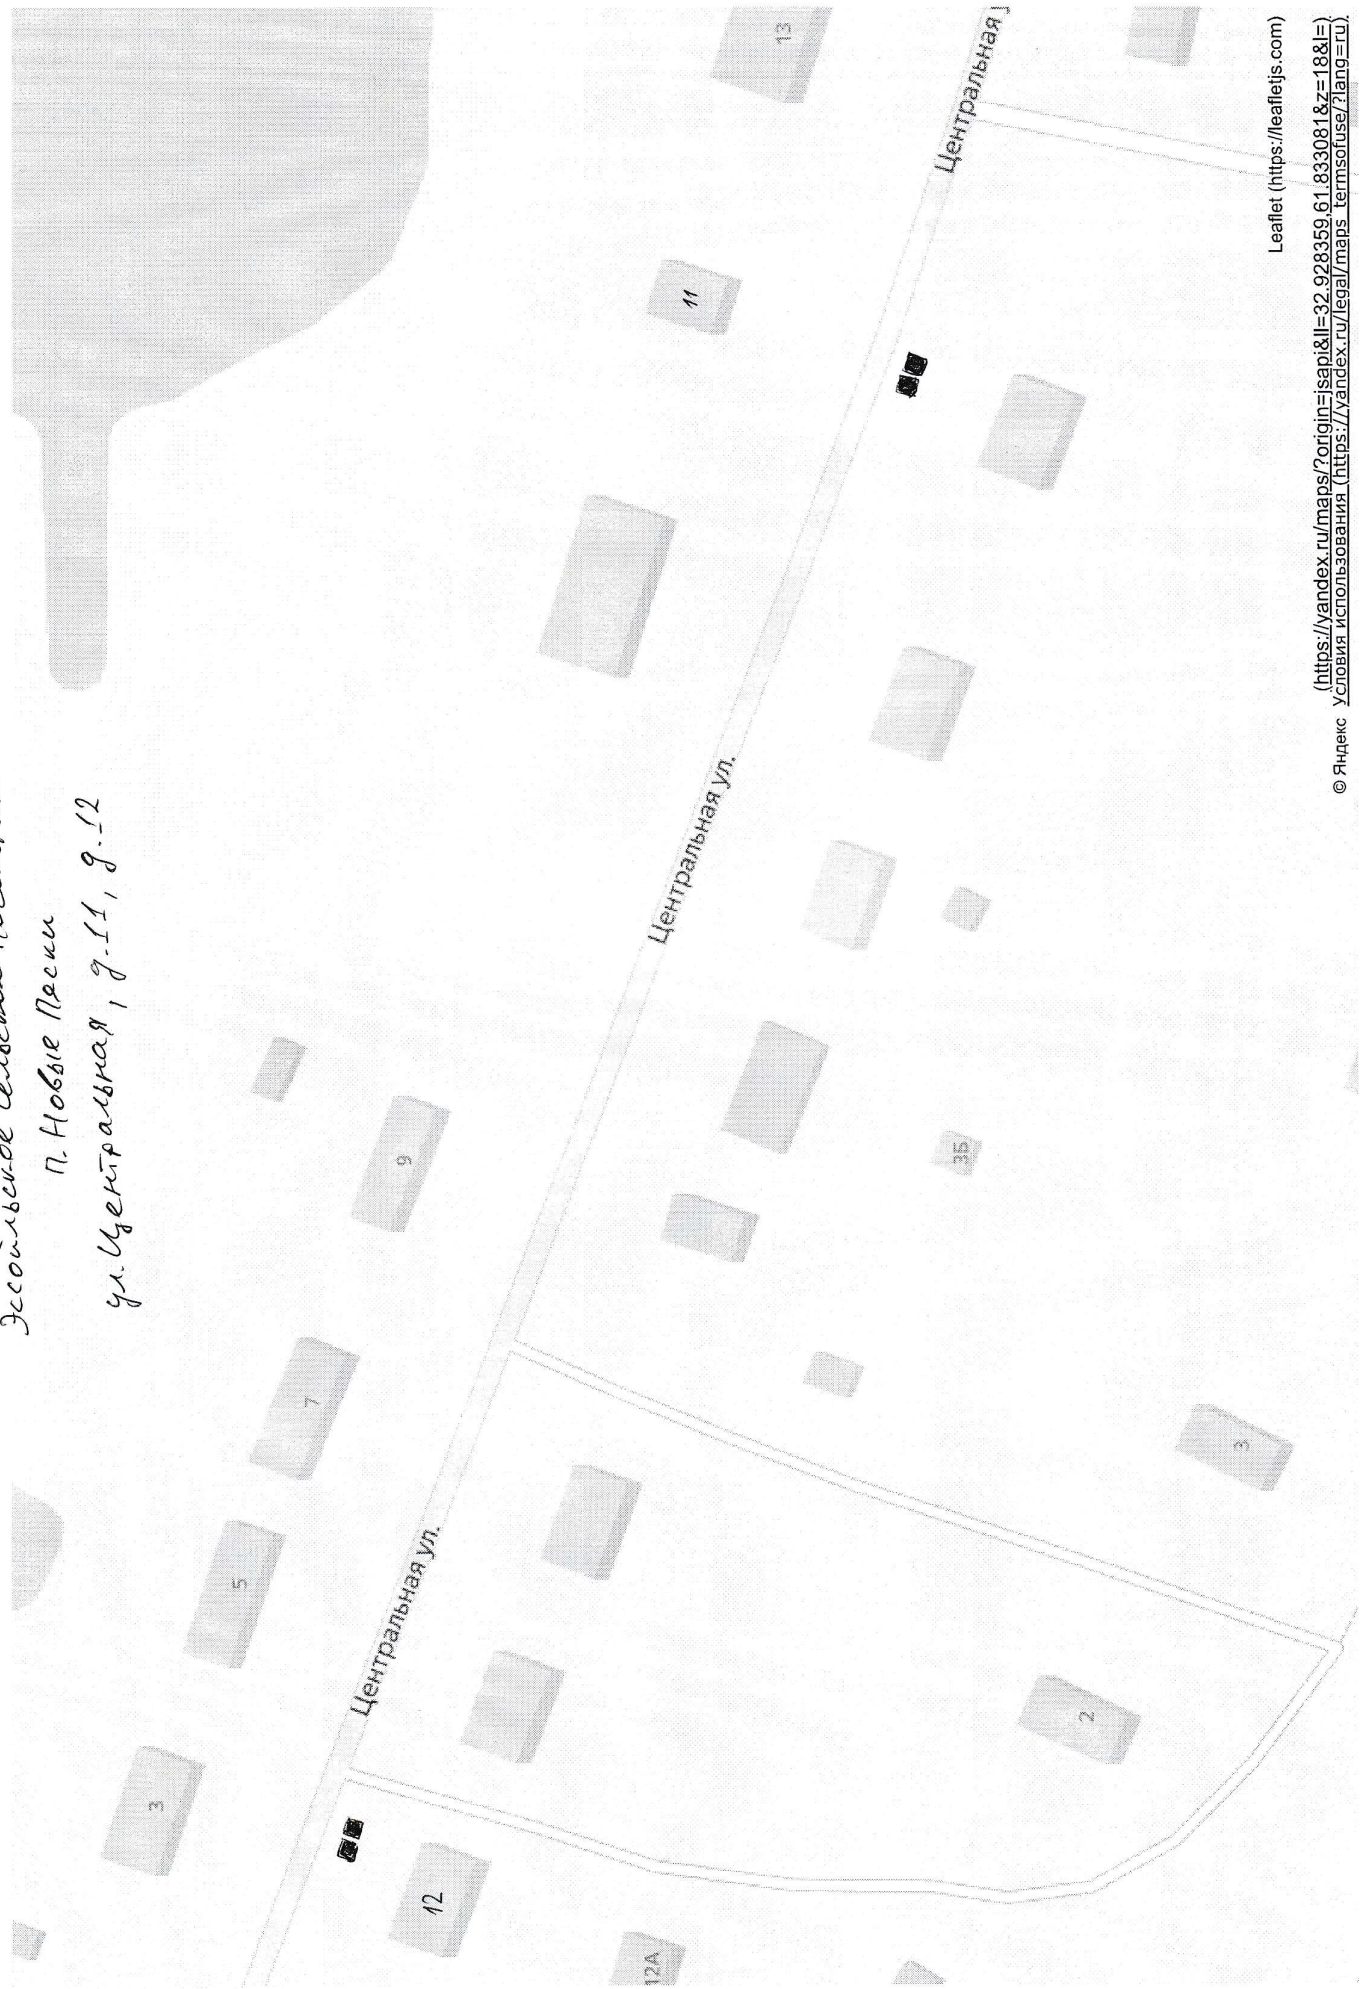 Эссойльское сельское
п. Новые Пески
ул. Центральная, д. 11, д. 12
13
11
9
7
5
3
Центральная
Центральная ул.
Центральная ул.
3Б
3
2
12
12А
Leaflet (https://leafletjs.com)
(https://yandex.ru/maps/?origin=jsapi&ll=32.928359,61.833081&z=18&l=)
© Яндекс Условия использования (https://yandex.ru/legal/maps_termsofuse/?lang=ru)